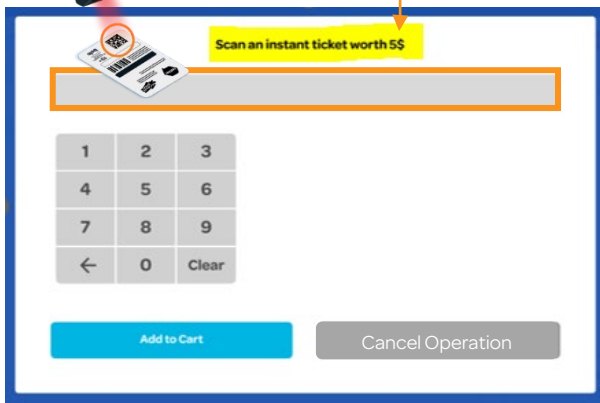 Scan an instant ticket worth 5$
1 2 3
4 5 6
7 8 9
← 0 Clear
Add to Cart
Cancel Operation